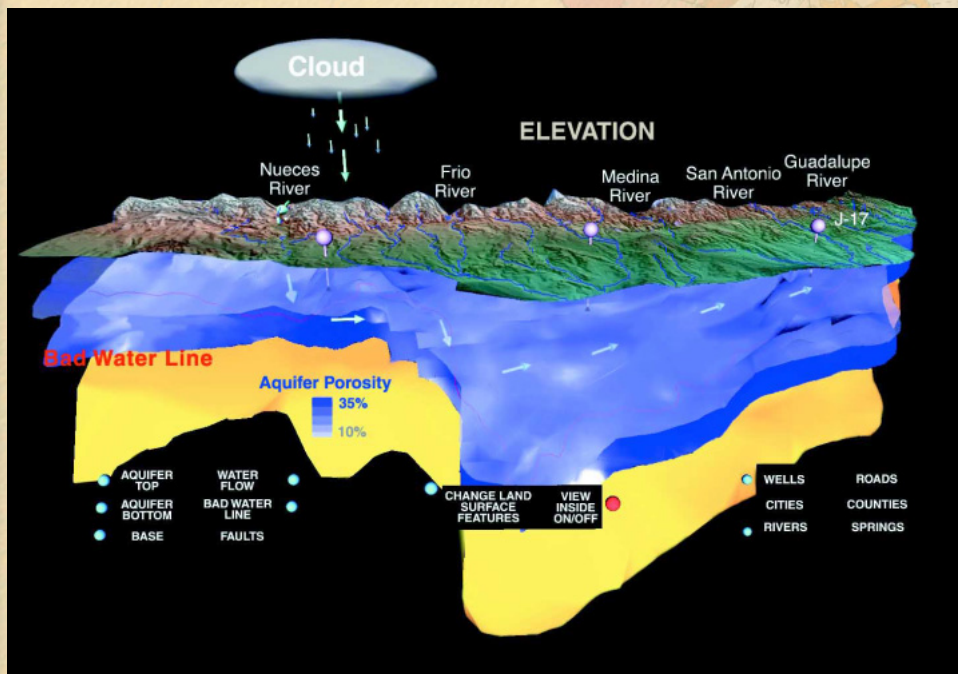 Cloud
ELEVATION
Nueces
River
Frio
River
Medina
River
San Antonio
River
Guadalupe
River
J-17
Bad Water Line
Aquifer Porosity
35%
10%
AQUIFER
TOP
WATER
FLOW
AQUIFER
BOTTOM
BAD WATER
LINE
BASE
FAULTS
CHANGE LAND
SURFACE
FEATURES
VIEW
INSIDE
ON/OFF
WELLS
ROADS
CITIES
COUNTIES
RIVERS
SPRINGS